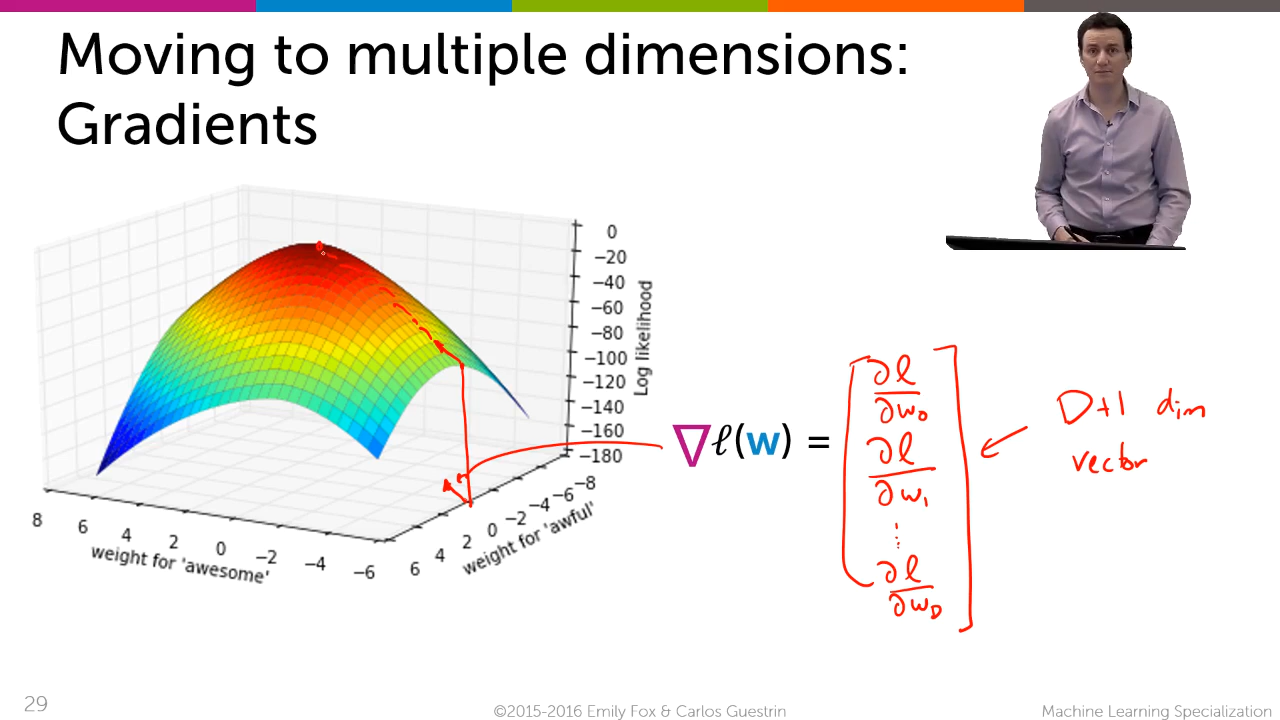 Moving to multiple dimensions:
Gradients
0
−20
−40
−60
−80
−100
−120
−140
−160
−180
Log likelihood
8 6 4 2 0 −2 −4 −6
weight for 'awesome'
6 4 2 0 −2 −4 −6 −8
weight for 'awful'
∇ℓ(w) =
∂ℓ
∂w₀
∂ℓ
∂w₁
⋮
∂ℓ
∂w_D
D+1 dim
vector
29
©2015-2016 Emily Fox & Carlos Guestrin
Machine Learning Specialization